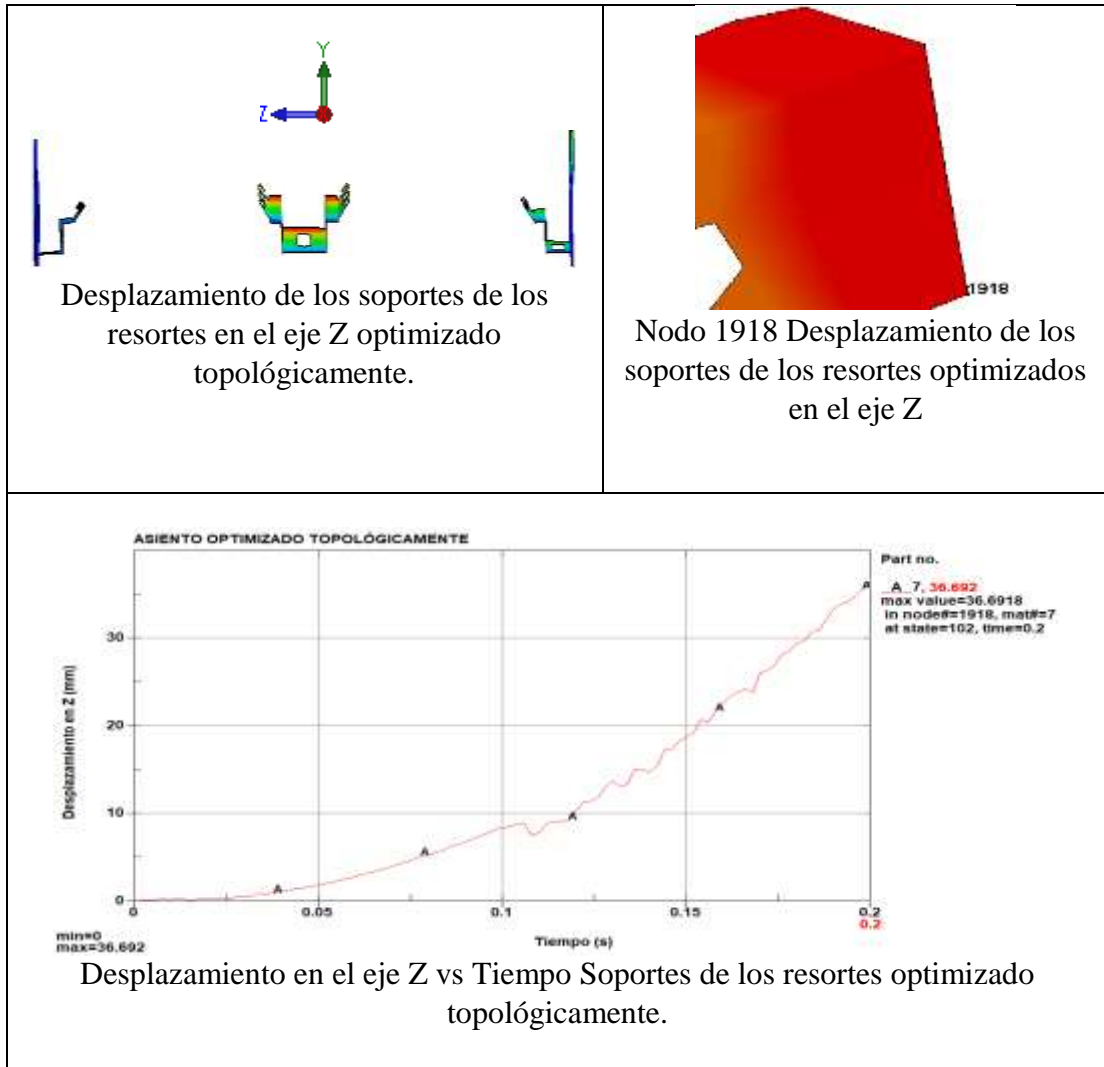 Y
Z
Desplazamiento de los soportes de los
resortes en el eje Z optimizado
topológicamente.
1918
Nodo 1918 Desplazamiento de los
soportes de los resortes optimizados
en el eje Z
ASIENTO OPTIMIZADO TOPOLÓGICAMENTE
Part no.
A 7, 36.692
max value=36.6918
in node#=1918, mat#=7
at state=102, time=0.2
Desplazamiento en Z (mm)
30
20
10
0
A
A
A
A
A
0
0.05
0.1
0.15
0.2
0.2
min=0
max=36.692
Tiempo (s)
Desplazamiento en el eje Z vs Tiempo Soportes de los resortes optimizado
topológicamente.